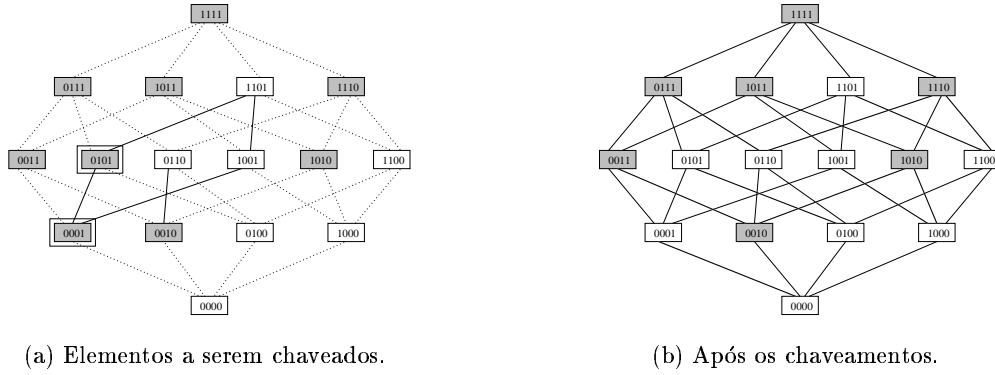 1111 1111
0111 1011 1101 1110 0111 1011 1101 1110
0011 0101 0110 1001 1010 1100 0011 0101 0110 1001 1010 1100
0001 0010 0100 1000 0001 0010 0100 1000
0000 0000
(a) Elementos a serem chaveados. (b) Após os chaveamentos.